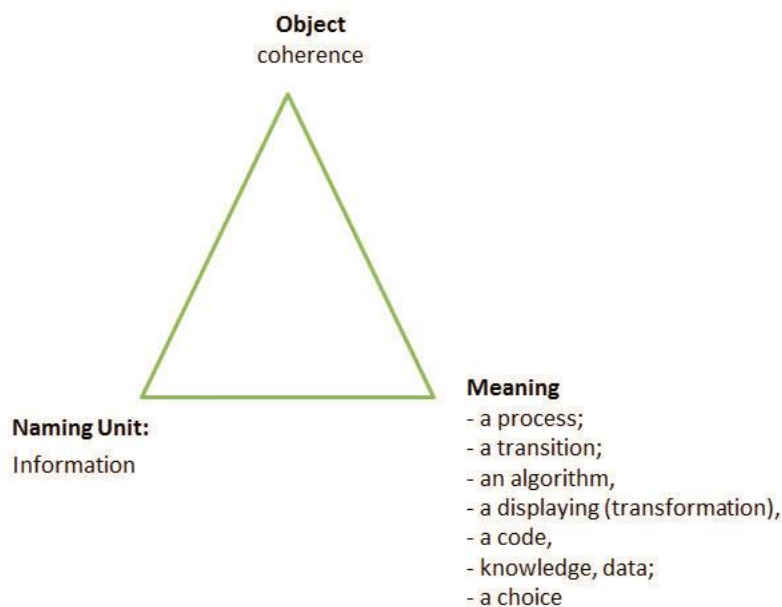 Object
coherence
Naming Unit:
Information
Meaning
- a process;
- a transition;
- an algorithm,
- a displaying (transformation),
- a code,
- knowledge, data;
- a choice